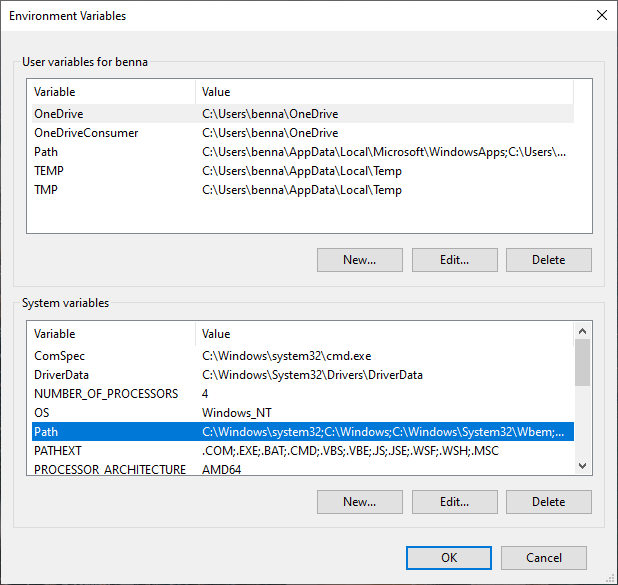 Environment Variables
User variables for benna
Variable Value
OneDrive C:\Users\benna\OneDrive
OneDriveConsumer C:\Users\benna\OneDrive
Path C:\Users\benna\AppData\Local\Microsoft\WindowsApps;C:\Users\...
TEMP C:\Users\benna\AppData\Local\Temp
TMP C:\Users\benna\AppData\Local\Temp
New... Edit... Delete
System variables
Variable Value
ComSpec C:\Windows\system32\cmd.exe
DriverData C:\Windows\System32\Drivers\DriverData
NUMBER_OF_PROCESSORS 4
OS Windows_NT
Path C:\Windows\system32;C:\Windows;C:\Windows\System32\Wbem;...
PATHEXT .COM;.EXE;.BAT;.CMD;.VBS;.VBE;.JS;.JSE;.WSF;.WSH;.MSC
PROCESSOR_ARCHITECTURE AMD64
New... Edit... Delete
OK Cancel